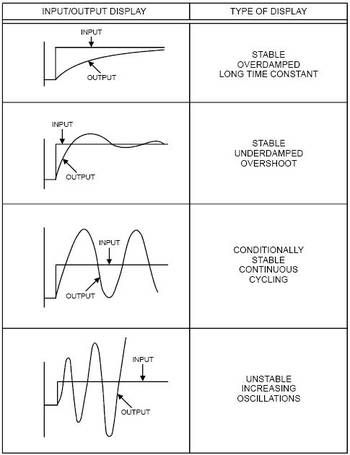 INPUT/OUTPUT DISPLAY
TYPE OF DISPLAY
INPUT
OUTPUT
STABLE
OVERDAMPED
LONG TIME CONSTANT
INPUT
OUTPUT
STABLE
UNDERDAMPED
OVERSHOOT
INPUT
OUTPUT
CONDITIONALLY
STABLE
CONTINUOUS
CYCLING
INPUT
OUTPUT
UNSTABLE
INCREASING
OSCILLATIONS